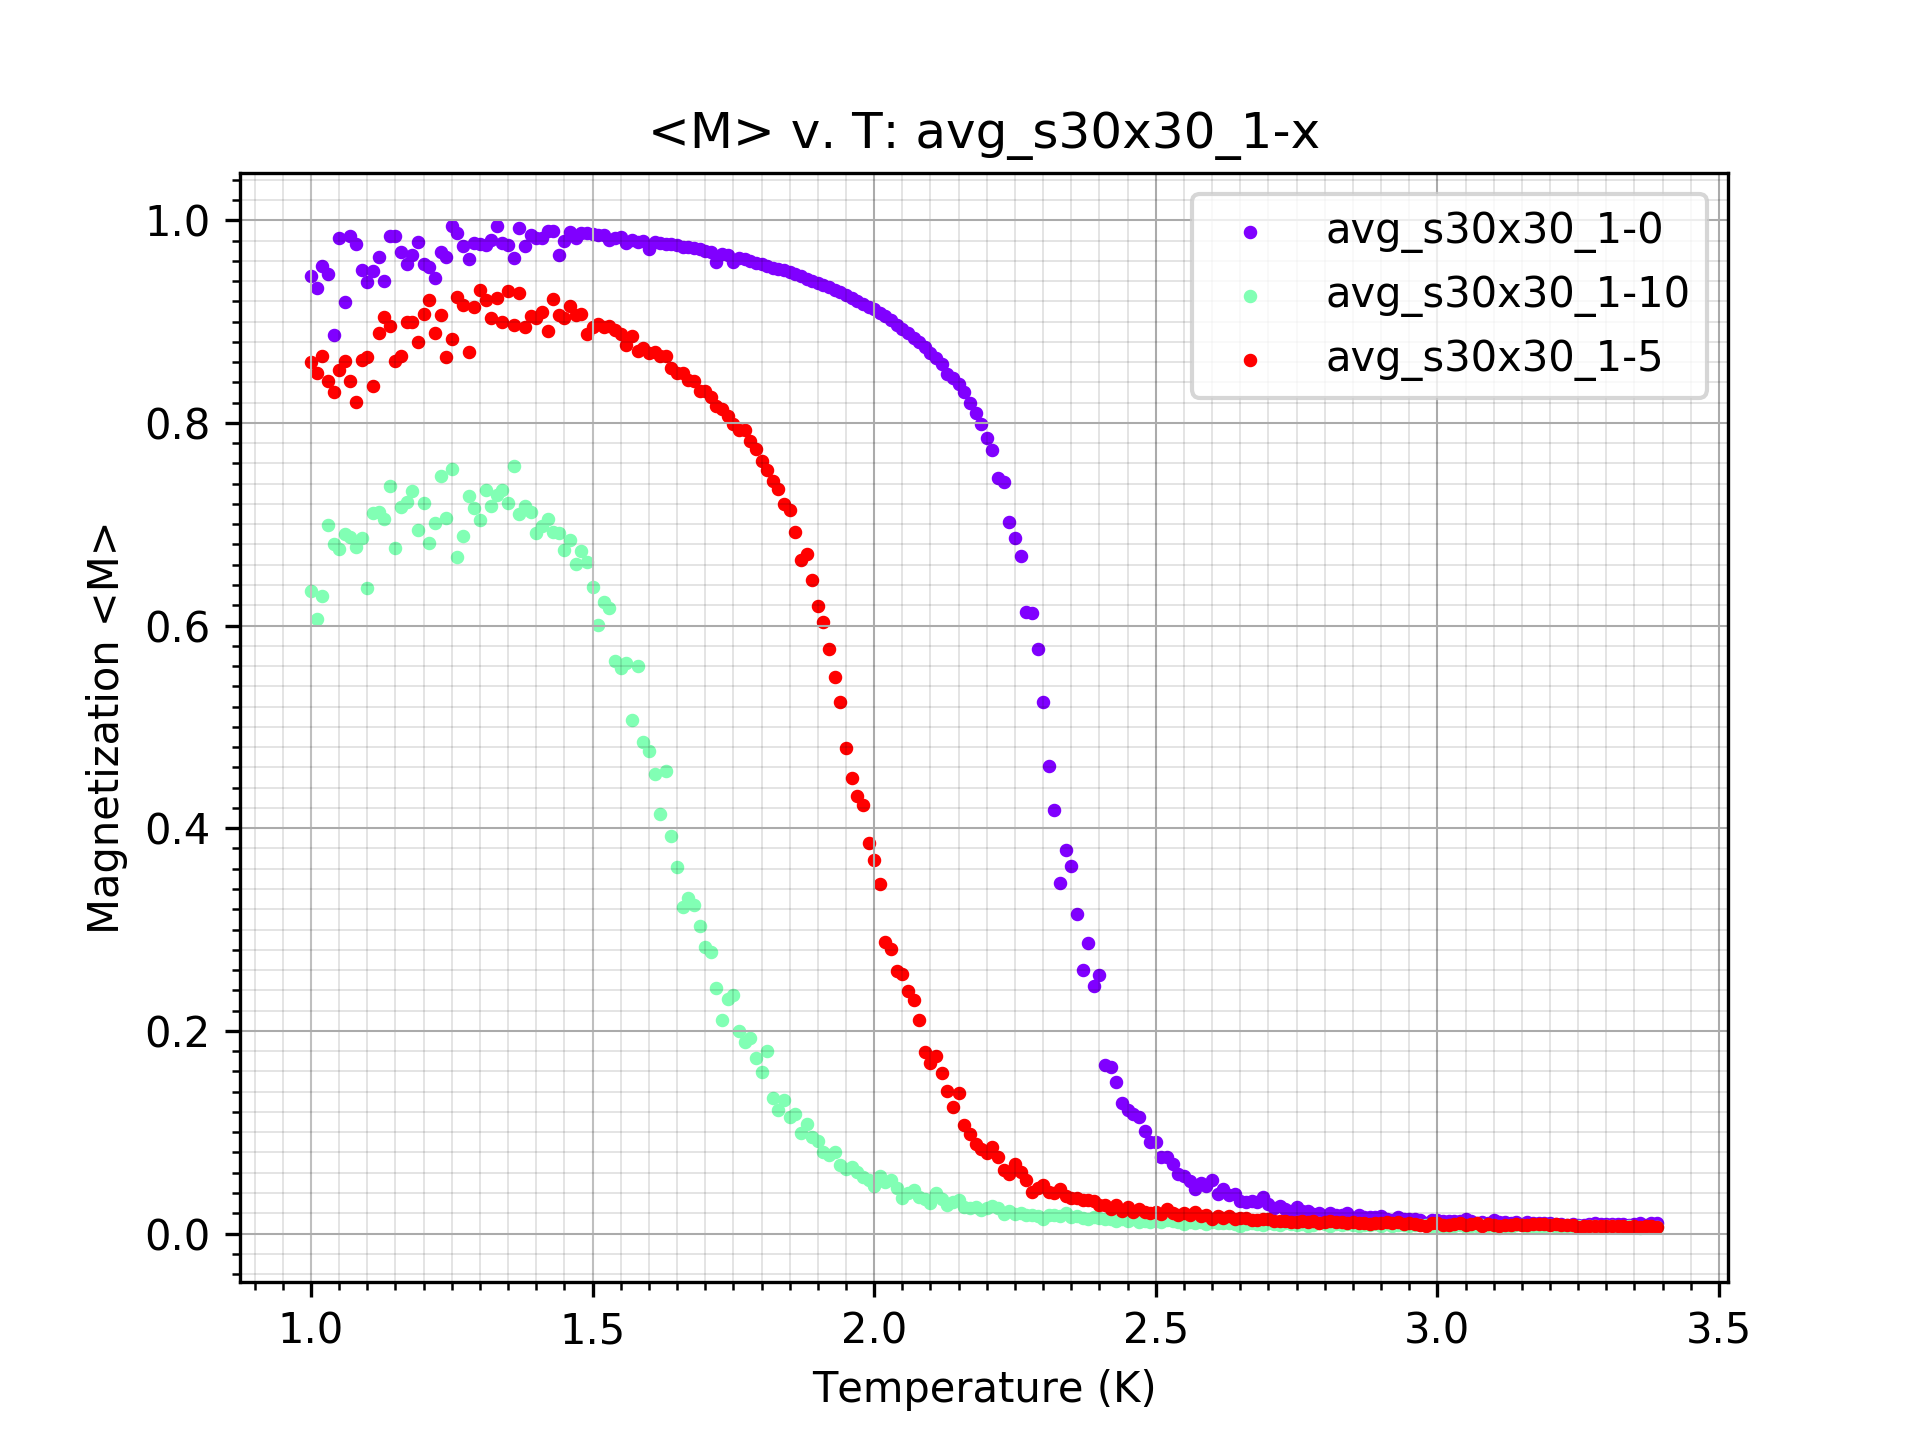 <M> v. T: avg_s30x30_1-x
avg_s30x30_1-0
avg_s30x30_1-10
avg_s30x30_1-5
Magnetization <M>
1.0
0.8
0.6
0.4
0.2
0.0
1.0 1.5 2.0 2.5 3.0 3.5
Temperature (K)